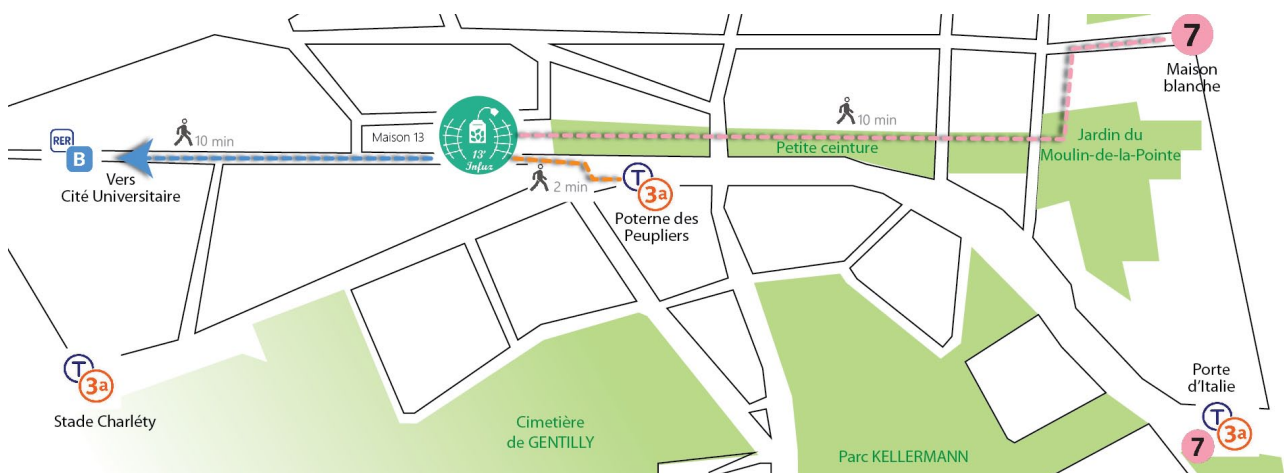 7
Maison
blanche
RER
B
10 min
Maison 13
13'
Infuz
10 min
Petite ceinture
Jardin du
Moulin-de-la-Pointe
Vers
Cité Universitaire
2 min
T
3a
Poterne des
Peupliers
T
3a
Stade Charléty
Cimetière
de GENTILLY
Parc KELLERMANN
Porte
d'Italie
T
3a
7